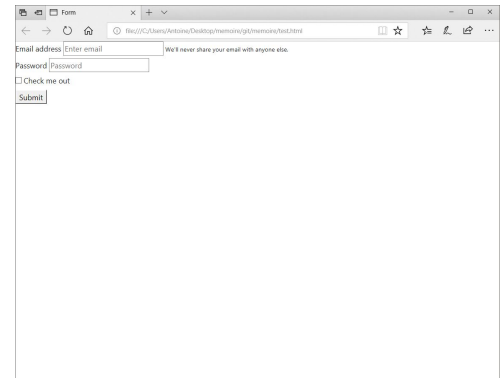 Form
file:///C:/Users/Antoine/Desktop/memoire/git/memoire/test.html
Email address Enter email We'll never share your email with anyone else.
Password Password
Check me out
Submit